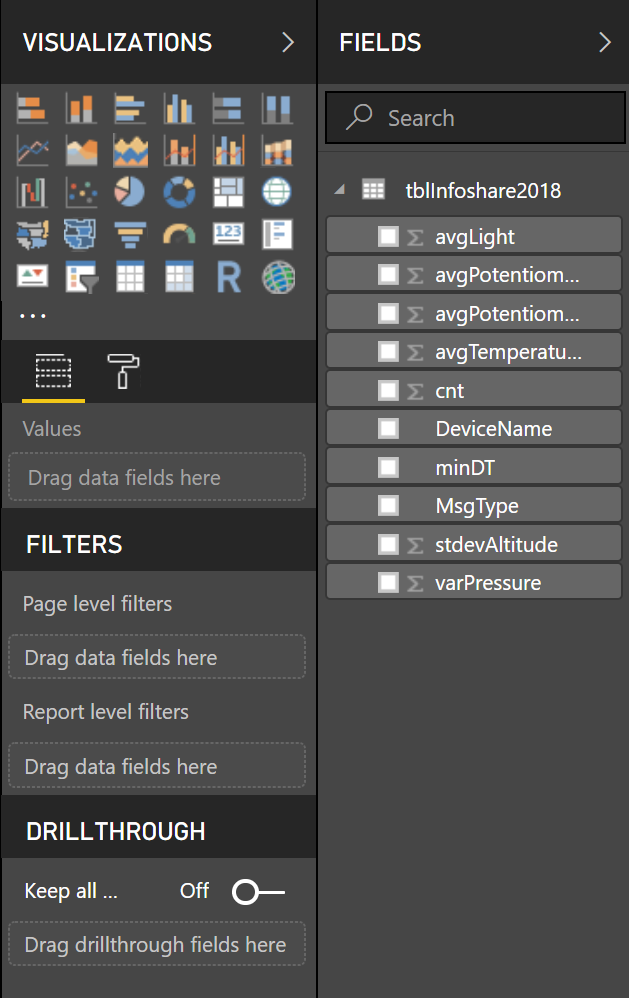 VISUALIZATIONS
123
R
...
Values
Drag data fields here
FILTERS
Page level filters
Drag data fields here
Report level filters
Drag data fields here
DRILLTHROUGH
Keep all ...
Off
Drag drillthrough fields here
FIELDS
Search
tblInfoshare2018
Σ avgLight
Σ avgPotentiom...
Σ avgPotentiom...
Σ avgTemperatu...
Σ cnt
DeviceName
minDT
MsgType
Σ stdevAltitude
Σ varPressure